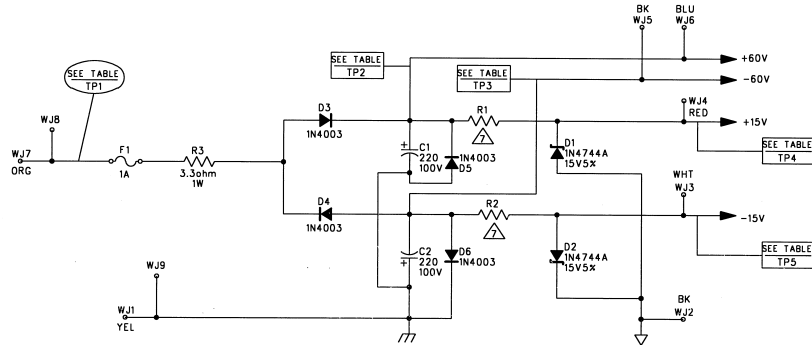 BK
WJ5
BLU
WJ6
+60V
-60V
SEE TABLE
TP2
SEE TABLE
TP3
SEE TABLE
TP1
WJ8
WJ7
ORG
F1
1A
R3
3.3ohm
1W
D3
1N4003
R1
7
WJ4
RED
+15V
SEE TABLE
TP4
+
C1
220
100V
1N4003
D5
D1
1N4744A
15V5%
D4
1N4003
R2
7
WHT
WJ3
-15V
SEE TABLE
TP5
C2
220
100V
+
D6
1N4003
D2
1N4744A
15V5%
WJ9
WJ1
YEL
BK
WJ2